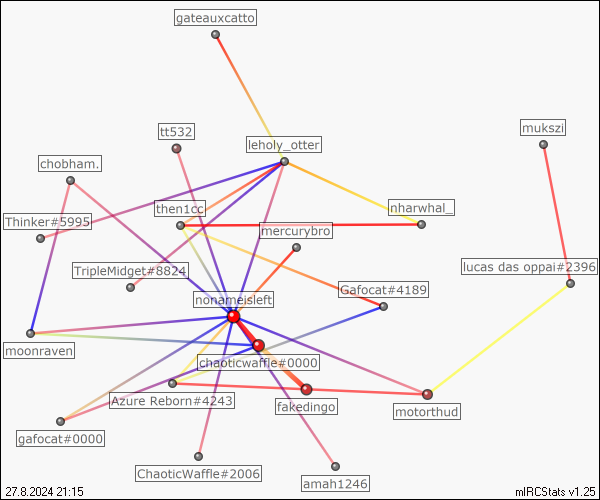 gateauxcatto
tt532
mukszi
leholy_otter
chobham.
then1cc
nharwhal_
Thinker#5995
mercurybro
TripleMidget#8824
lucas das oppai#2396
nonameisleft
Gafocat#4189
moonraven
chaoticwaffle#0000
Azure Reborn#4243
fakedingo
motorthud
gafocat#0000
ChaoticWaffle#2006
amah1246
27.8.2024 21:15
mIRCStats v1.25